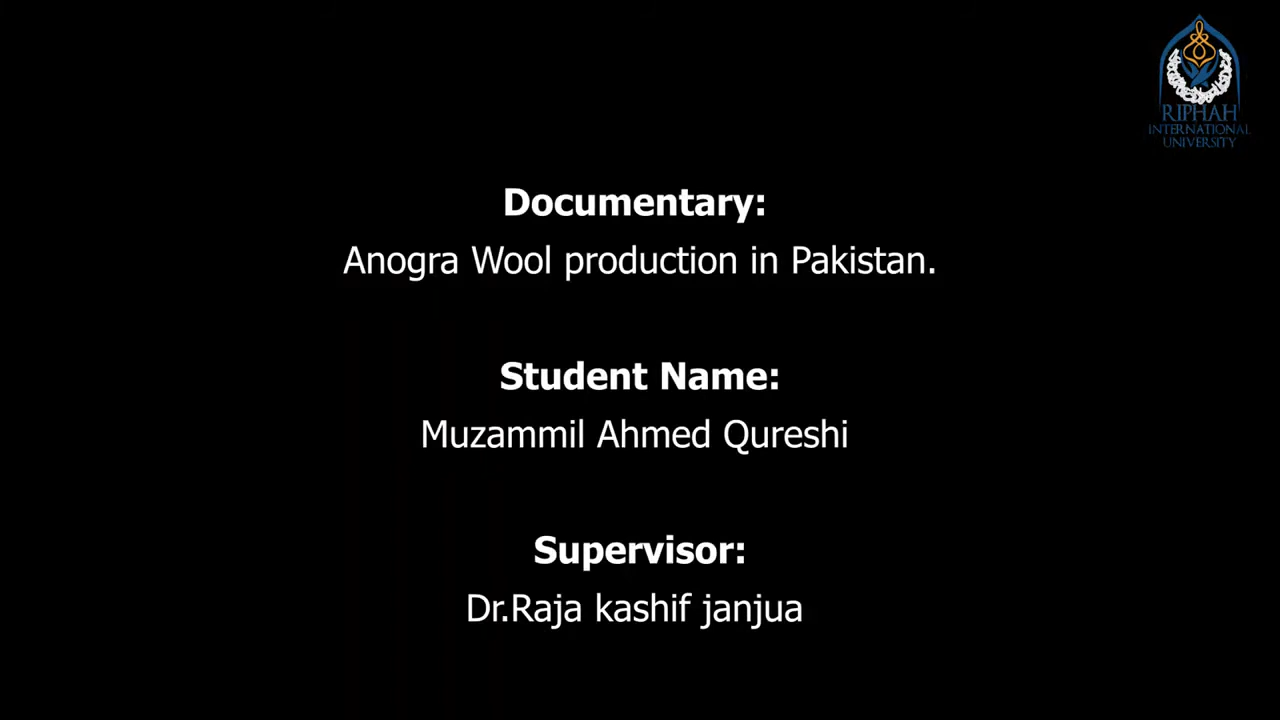 RIPHAH
INTERNATIONAL
UNIVERSITY
Documentary:
Anogra Wool production in Pakistan.
Student Name:
Muzammil Ahmed Qureshi
Supervisor:
Dr.Raja kashif janjua